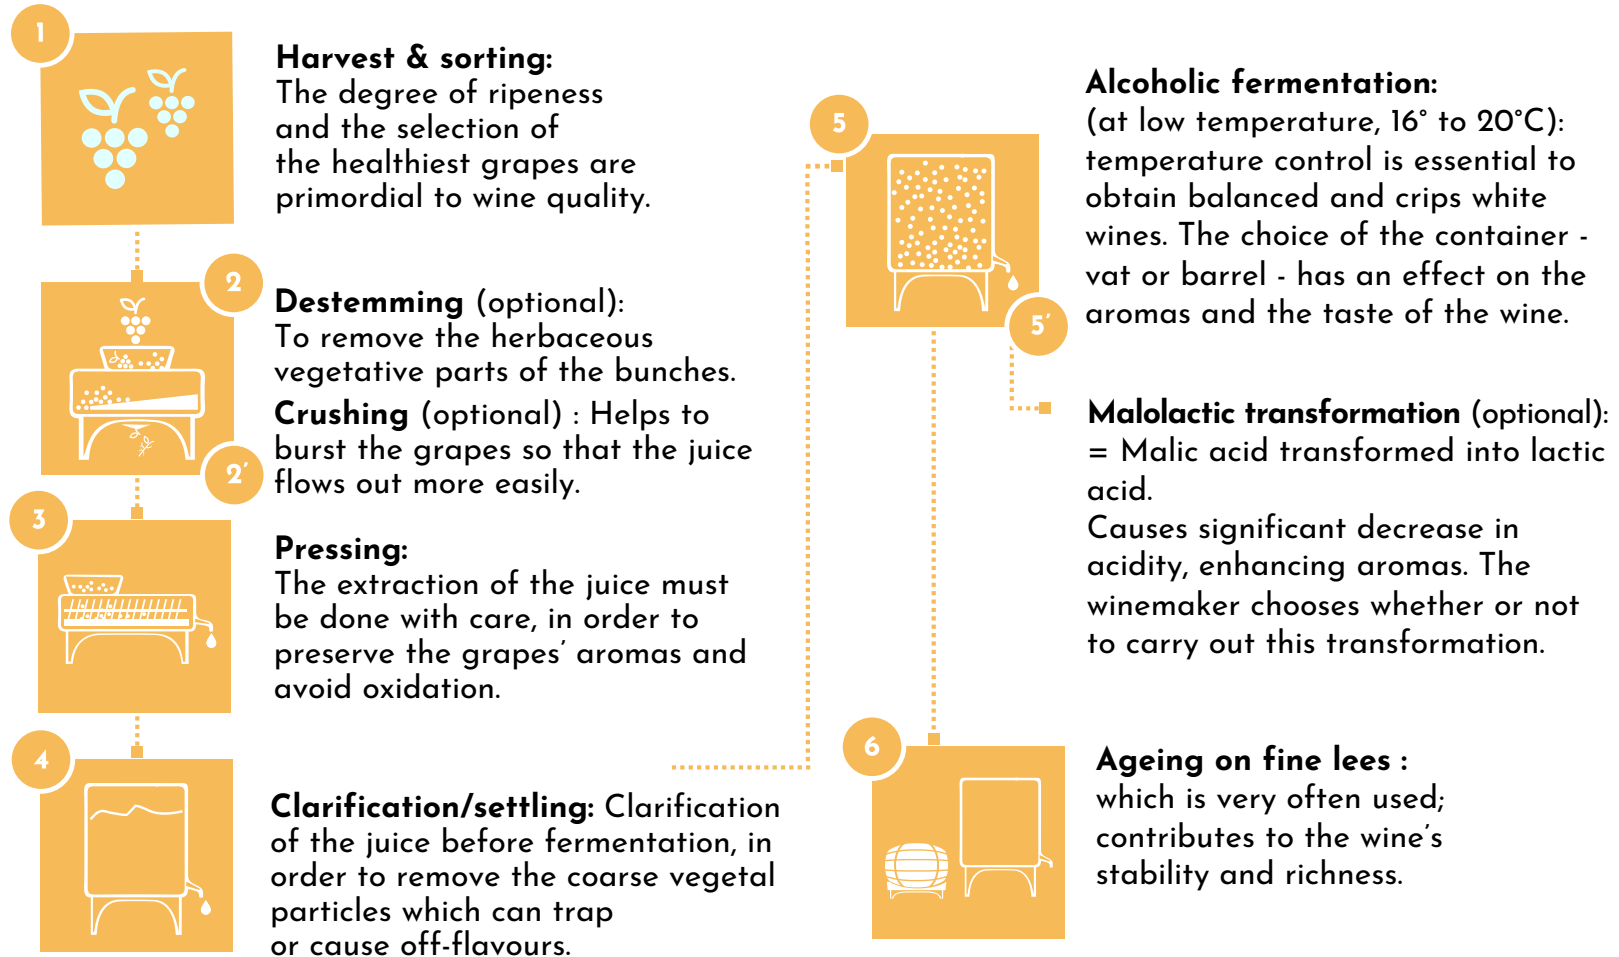 1
Harvest & sorting:
The degree of ripeness
and the selection of
the healthiest grapes are
primordial to wine quality.
2
Destemming (optional):
To remove the herbaceous
vegetative parts of the bunches.
2´
Crushing (optional) : Helps to
burst the grapes so that the juice
flows out more easily.
3
Pressing:
The extraction of the juice must
be done with care, in order to
preserve the grapes´ aromas and
avoid oxidation.
4
Clarification/settling: Clarification
of the juice before fermentation, in
order to remove the coarse vegetal
particles which can trap
or cause off-flavours.
5
Alcoholic fermentation:
(at low temperature, 16° to 20°C):
temperature control is essential to
obtain balanced and crips white
wines. The choice of the container -
vat or barrel - has an effect on the
aromas and the taste of the wine.
5´
Malolactic transformation (optional):
= Malic acid transformed into lactic
acid.
Causes significant decrease in
acidity, enhancing aromas. The
winemaker chooses whether or not
to carry out this transformation.
6
Ageing on fine lees :
which is very often used;
contributes to the wine´s
stability and richness.